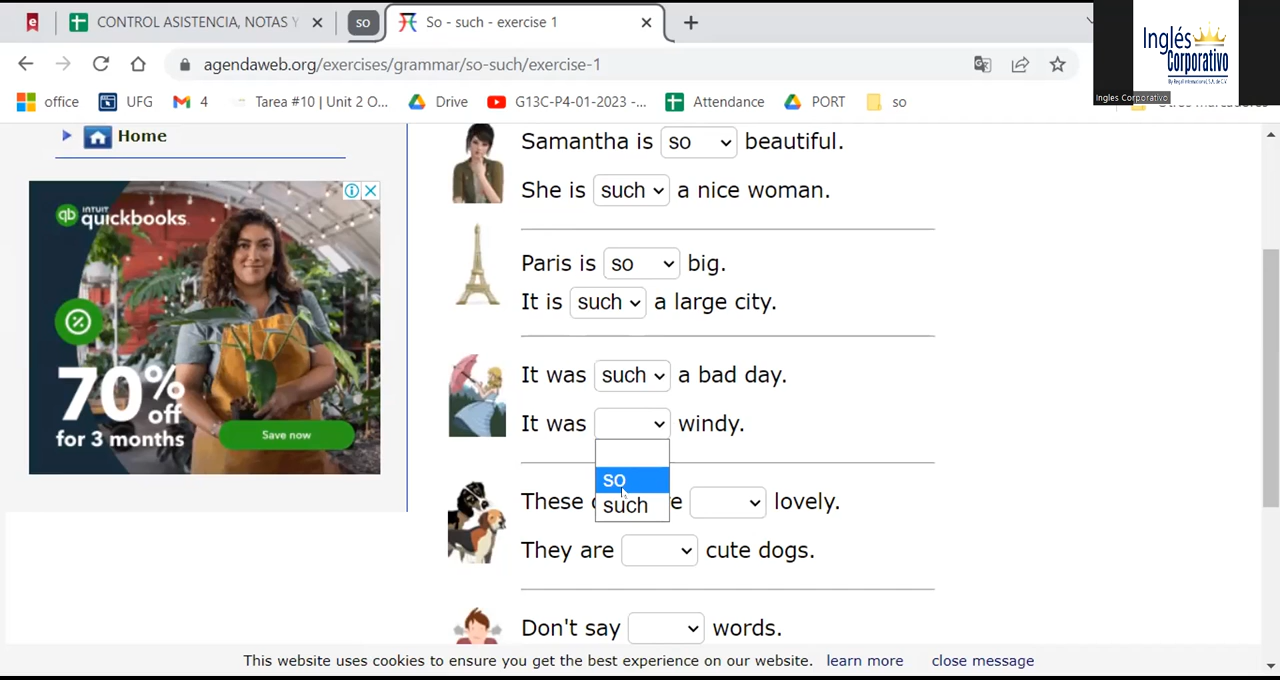 CONTROL ASISTENCIA, NOTAS Y
so
So - such - exercise 1
Inglés
Corporativo
Ingles Corporativo
agendaweb.org/exercises/grammar/so-such/exercise-1
office
UFG
4
Tarea #10 | Unit 2 O...
Drive
G13C-P4-01-2023 -...
Attendance
PORT
so
Home
Samantha is so beautiful.
She is such a nice woman.
INTUIT
quickbooks
Paris is so big.
It is such a large city.
70% off
for 3 months
Save now
It was such a bad day.
It was windy.
so
such
These lovely.
They are cute dogs.
Don't say words.
This website uses cookies to ensure you get the best experience on our website. learn more close message